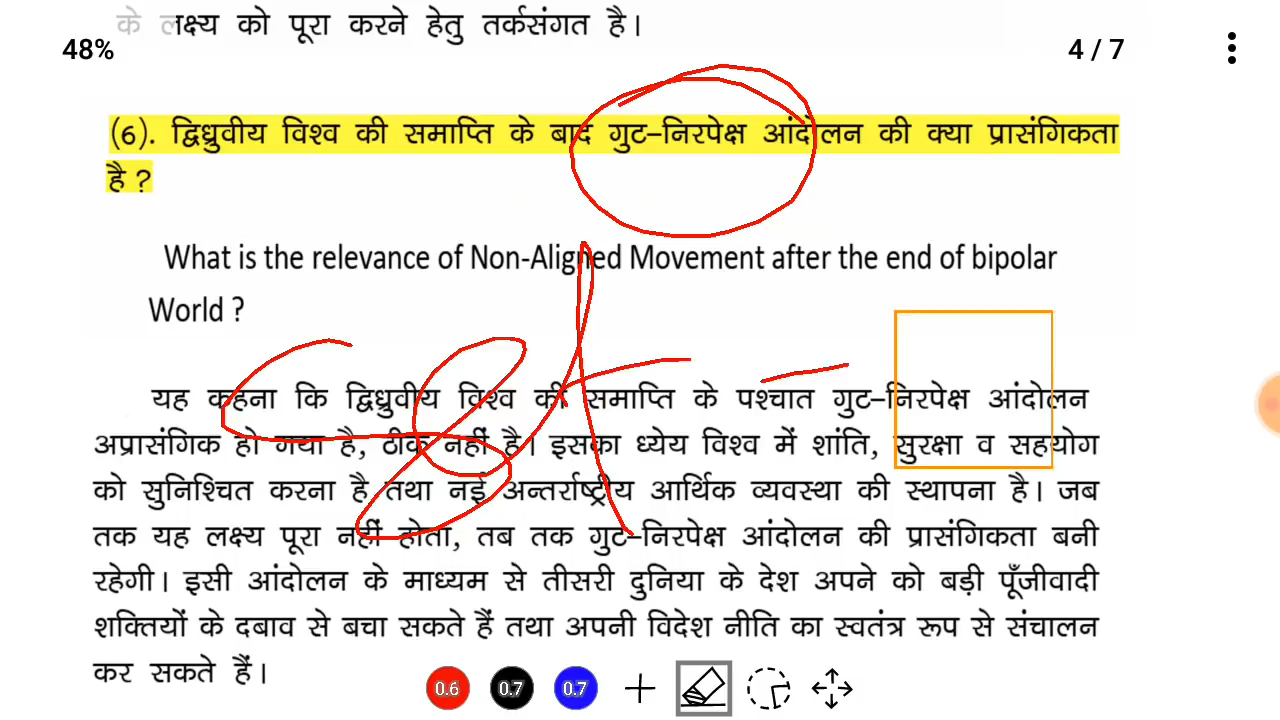 के लक्ष्य को पूरा करने हेतु तर्कसंगत है।
48%
4 / 7
(6). द्विध्रुवीय विश्व की समाप्ति के बाद गुट–निरपेक्ष आंदोलन की क्या प्रासंगिकता
है ?
What is the relevance of Non-Aligned Movement after the end of bipolar
World ?
यह कहना कि द्विध्रुवीय विश्व की समाप्ति के पश्चात गुट–निरपेक्ष आंदोलन
अप्रासंगिक हो गया है, ठीक नहीं है। इसका ध्येय विश्व में शांति, सुरक्षा व सहयोग
को सुनिश्चित करना है तथा नई अन्तर्राष्ट्रीय आर्थिक व्यवस्था की स्थापना है। जब
तक यह लक्ष्य पूरा नहीं होता, तब तक गुट–निरपेक्ष आंदोलन की प्रासंगिकता बनी
रहेगी। इसी आंदोलन के माध्यम से तीसरी दुनिया के देश अपने को बड़ी पूँजीवादी
शक्तियों के दबाव से बचा सकते हैं तथा अपनी विदेश नीति का स्वतंत्र रूप से संचालन
कर सकते हैं।
0.6 0.7 0.7